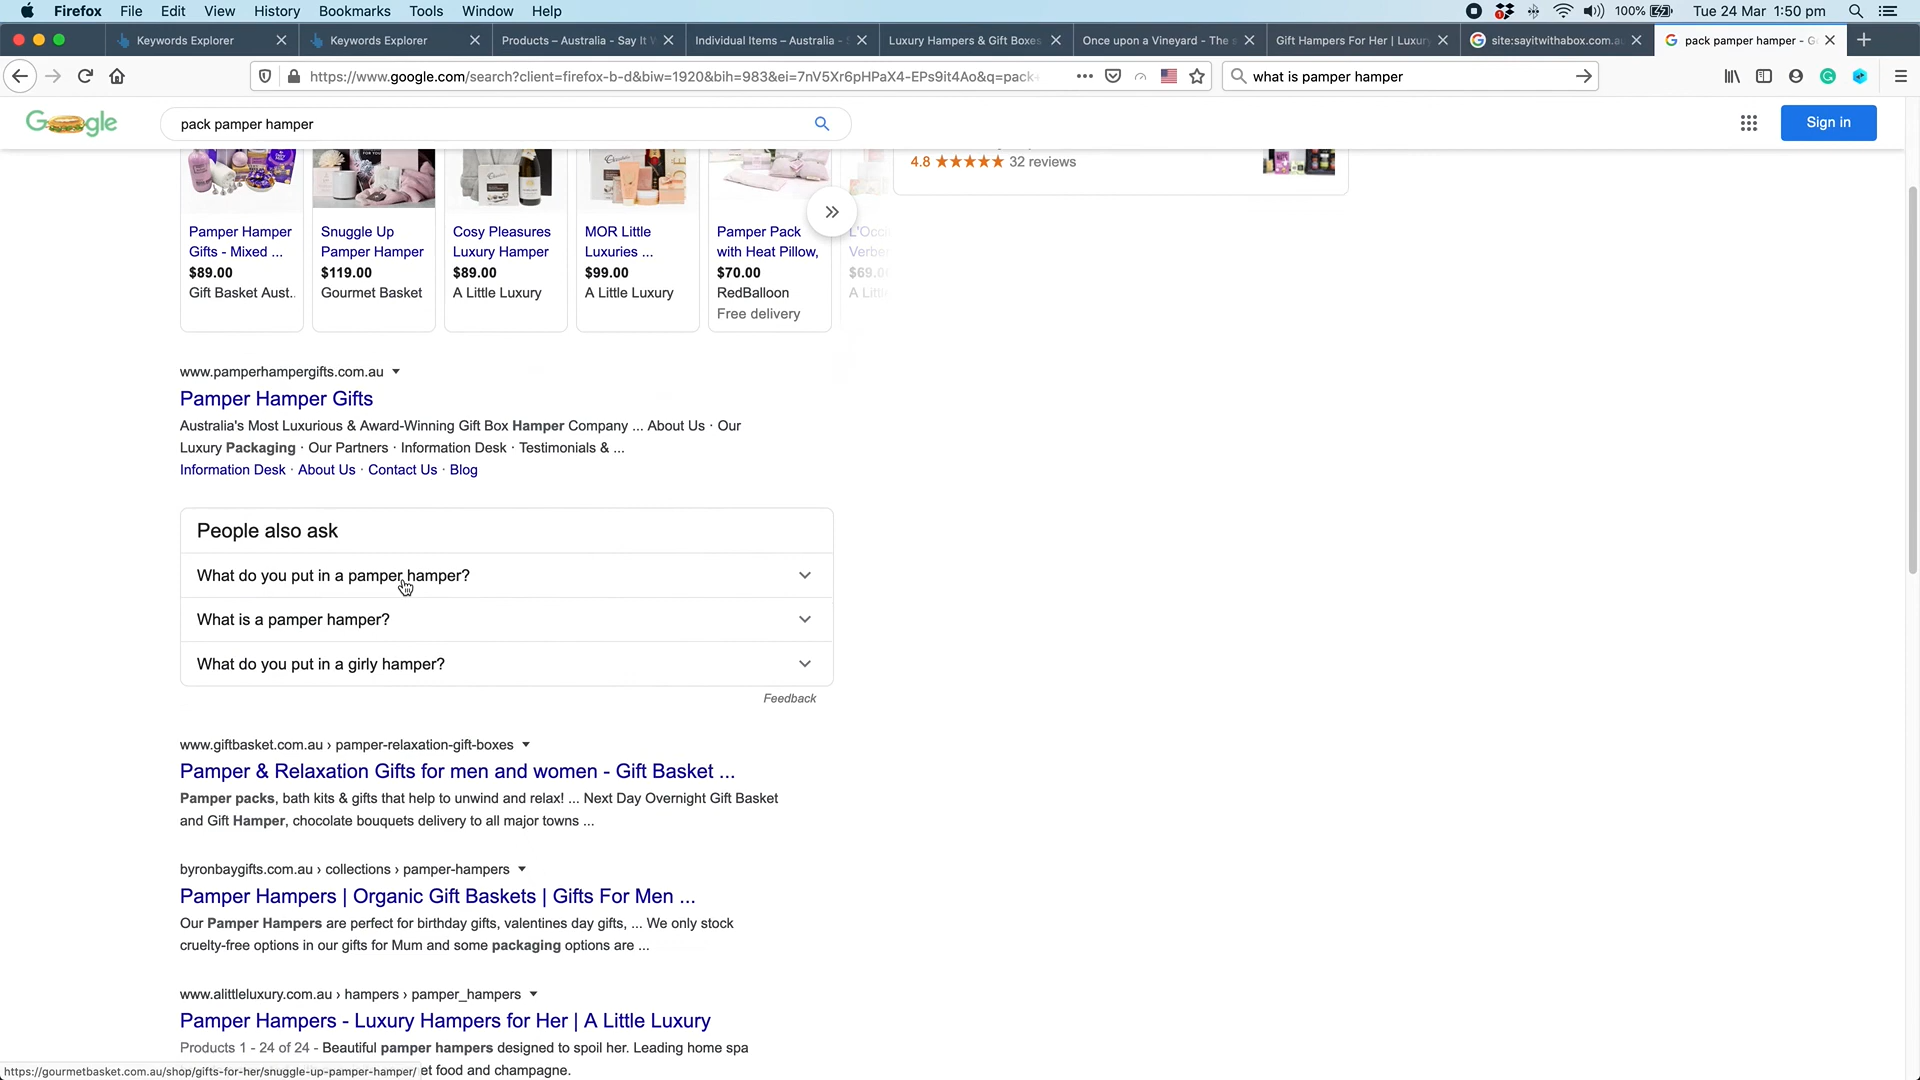 Firefox File Edit View History Bookmarks Tools Window Help 100% Tue 24 Mar 1:50 pm
Keywords Explorer Keywords Explorer Products – Australia - Say It W Individual Items – Australia - Luxury Hampers & Gift Boxes Once upon a Vineyard - The s Gift Hampers For Her | Luxury site:sayitwithabox.com.a pack pamper hamper - G
https://www.google.com/search?client=firefox-b-d&biw=1920&bih=983&ei=7nV5Xr6pHPaX4-EPs9it4Ao&q=pack what is pamper hamper
Google pack pamper hamper Sign in
4.8 32 reviews
Pamper Hamper
Gifts - Mixed ...
$89.00
Gift Basket Aust..
Snuggle Up
Pamper Hamper
$119.00
Gourmet Basket
Cosy Pleasures
Luxury Hamper
$89.00
A Little Luxury
MOR Little
Luxuries ...
$99.00
A Little Luxury
Pamper Pack
with Heat Pillow,
$70.00
RedBalloon
Free delivery
L'Occi
Verbe
$69.0
A Littl
www.pamperhampergifts.com.au
Pamper Hamper Gifts
Australia's Most Luxurious & Award-Winning Gift Box Hamper Company ... About Us · Our
Luxury Packaging · Our Partners · Information Desk · Testimonials & ...
Information Desk · About Us · Contact Us · Blog
People also ask
What do you put in a pamper hamper?
What is a pamper hamper?
What do you put in a girly hamper?
Feedback
www.giftbasket.com.au › pamper-relaxation-gift-boxes
Pamper & Relaxation Gifts for men and women - Gift Basket ...
Pamper packs, bath kits & gifts that help to unwind and relax! ... Next Day Overnight Gift Basket
and Gift Hamper, chocolate bouquets delivery to all major towns ...
byronbaygifts.com.au › collections › pamper-hampers
Pamper Hampers | Organic Gift Baskets | Gifts For Men ...
Our Pamper Hampers are perfect for birthday gifts, valentines day gifts, ... We only stock
cruelty-free options in our gifts for Mum and some packaging options are ...
www.alittleluxury.com.au › hampers › pamper_hampers
Pamper Hampers - Luxury Hampers for Her | A Little Luxury
Products 1 - 24 of 24 - Beautiful pamper hampers designed to spoil her. Leading home spa
https://gourmetbasket.com.au/shop/gifts-for-her/snuggle-up-pamper-hamper/ et food and champagne.